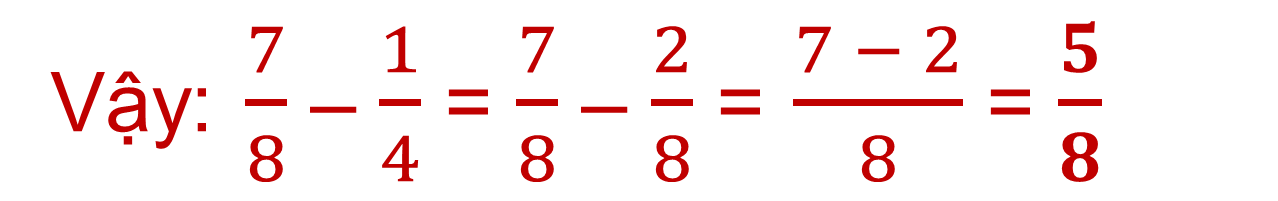 Vậy: 7/8 − 1/4 = 7/8 − 2/8 = (7 − 2)/8 = 5/8